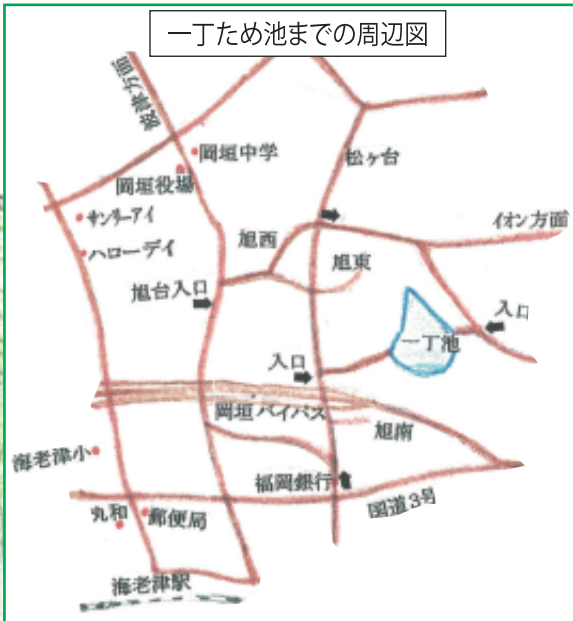 一丁ため池までの周辺図
波津方面
岡垣中学
松ヶ台
岡垣役場
サンリーアイ
イオン方面
旭西
ハローデイ
旭東
旭台入口
入口
一丁池
入口
岡垣バイパス
旭南
海老津小
福岡銀行
国道3号
丸和
郵便局
海老津駅